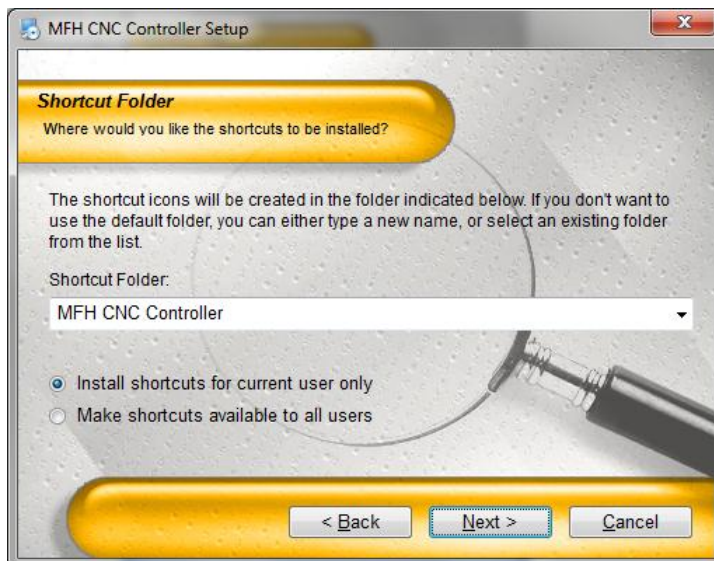 MFH CNC Controller Setup
Shortcut Folder
Where would you like the shortcuts to be installed?
The shortcut icons will be created in the folder indicated below. If you don't want to
use the default folder, you can either type a new name, or select an existing folder
from the list.
Shortcut Folder:
MFH CNC Controller
Install shortcuts for current user only
Make shortcuts available to all users
< Back Next > Cancel